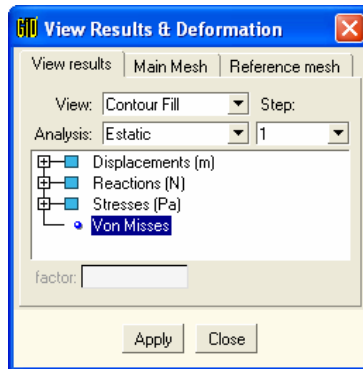 GiD View Results & Deformation
View results Main Mesh Reference mesh
View: Contour Fill Step:
Analysis: Estatic 1
Displacements (m)
Reactions (N)
Stresses (Pa)
Von Misses
factor:
Apply Close